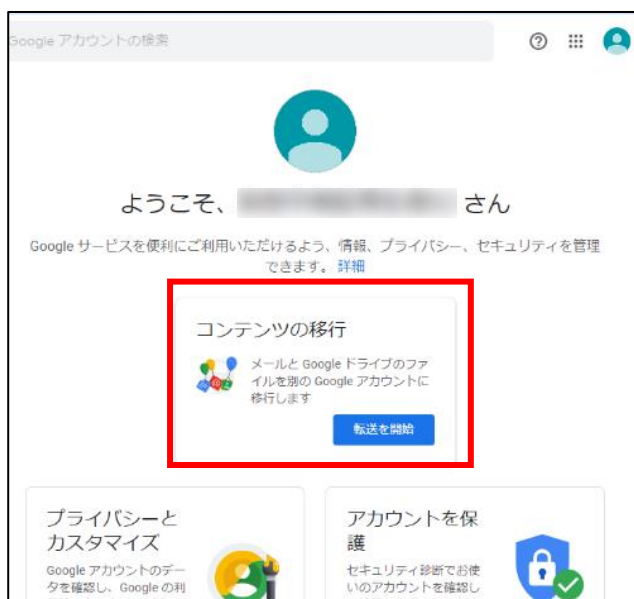 Google アカウントの検索
ようこそ、 さん
Google サービスを便利にご利用いただけるよう、情報、プライバシー、セキュリティを管理
できます。 詳細
コンテンツの移行
メールと Google ドライブのファ
イルを別の Google アカウントに
移行します
転送を開始
プライバシーと
カスタマイズ
Google アカウントのデー
タを確認し、Google の利
アカウントを保
護
セキュリティ診断でお使
いのアカウントを確認し